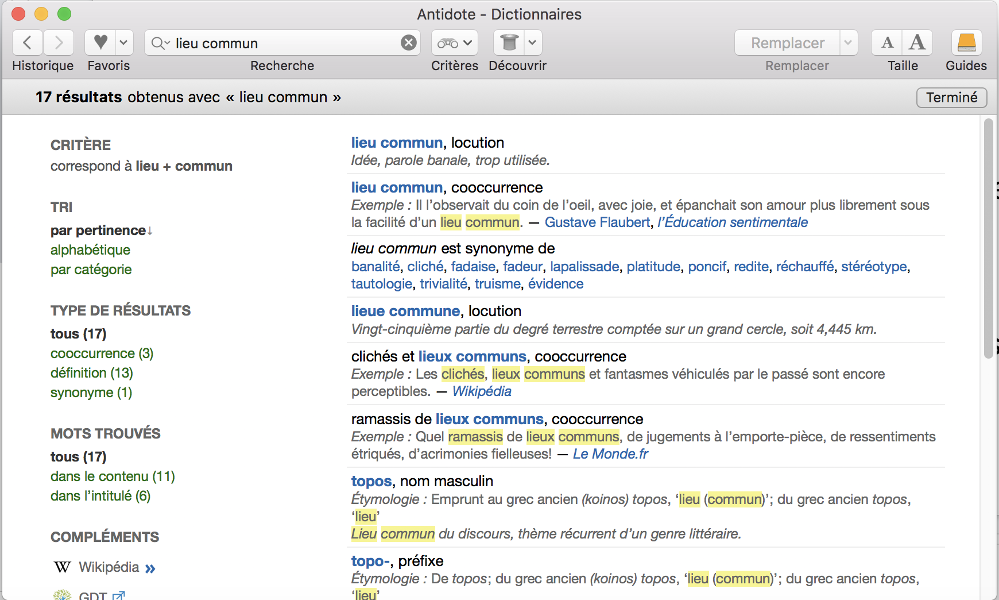 Antidote - Dictionnaires
lieu commun
Remplacer
A A
Historique Favoris Recherche Critères Découvrir Remplacer Taille Guides
17 résultats obtenus avec « lieu commun »
Terminé
CRITÈRE
correspond à lieu + commun
TRI
par pertinence↓
alphabétique
par catégorie
TYPE DE RÉSULTATS
tous (17)
cooccurrence (3)
définition (13)
synonyme (1)
MOTS TROUVÉS
tous (17)
dans le contenu (11)
dans l’intitulé (6)
COMPLÉMENTS
W Wikipédia »
GDT
lieu commun, locution
Idée, parole banale, trop utilisée.
lieu commun, cooccurrence
Exemple : Il l’observait du coin de l’oeil, avec joie, et épanchait son amour plus librement sous
la facilité d’un lieu commun. — Gustave Flaubert, l’Éducation sentimentale
lieu commun est synonyme de
banalité, cliché, fadaise, fadeur, lapalissade, platitude, poncif, redite, réchauffé, stéréotype,
tautologie, trivialité, truisme, évidence
lieue commune, locution
Vingt-cinquième partie du degré terrestre comptée sur un grand cercle, soit 4,445 km.
clichés et lieux communs, cooccurrence
Exemple : Les clichés, lieux communs et fantasmes véhiculés par le passé sont encore
perceptibles. — Wikipédia
ramassis de lieux communs, cooccurrence
Exemple : Quel ramassis de lieux communs, de jugements à l’emporte-pièce, de ressentiments
étriqués, d’acrimonies fielleuses! — Le Monde.fr
topos, nom masculin
Étymologie : Emprunt au grec ancien (koinos) topos, ‘lieu (commun)’; du grec ancien topos,
‘lieu’
Lieu commun du discours, thème récurrent d’un genre littéraire.
topo-, préfixe
Étymologie : De topos; du grec ancien (koinos) topos, ‘lieu (commun)’; du grec ancien topos,
‘lieu’